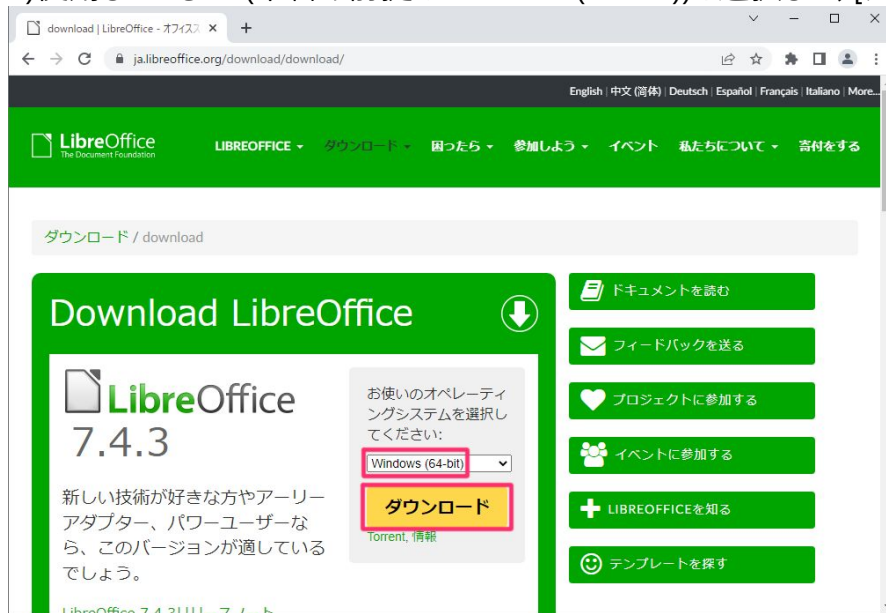 download | LibreOffice - オフィス
ja.libreoffice.org/download/download/
English | 中文 (简体) | Deutsch | Español | Français | Italiano | More...
LibreOffice
The Document Foundation
LIBREOFFICE
ダウンロード
困ったら
参加しよう
イベント
私たちについて
寄付をする
ダウンロード / download
Download LibreOffice
LibreOffice
7.4.3
新しい技術が好きな方やアーリー
アダプター、パワーユーザーな
ら、このバージョンが適している
でしょう。
お使いのオペレーティ
ングシステムを選択し
てください:
Windows (64-bit)
ダウンロード
Torrent, 情報
ドキュメントを読む
フィードバックを送る
プロジェクトに参加する
イベントに参加する
LIBREOFFICEを知る
テンプレートを探す